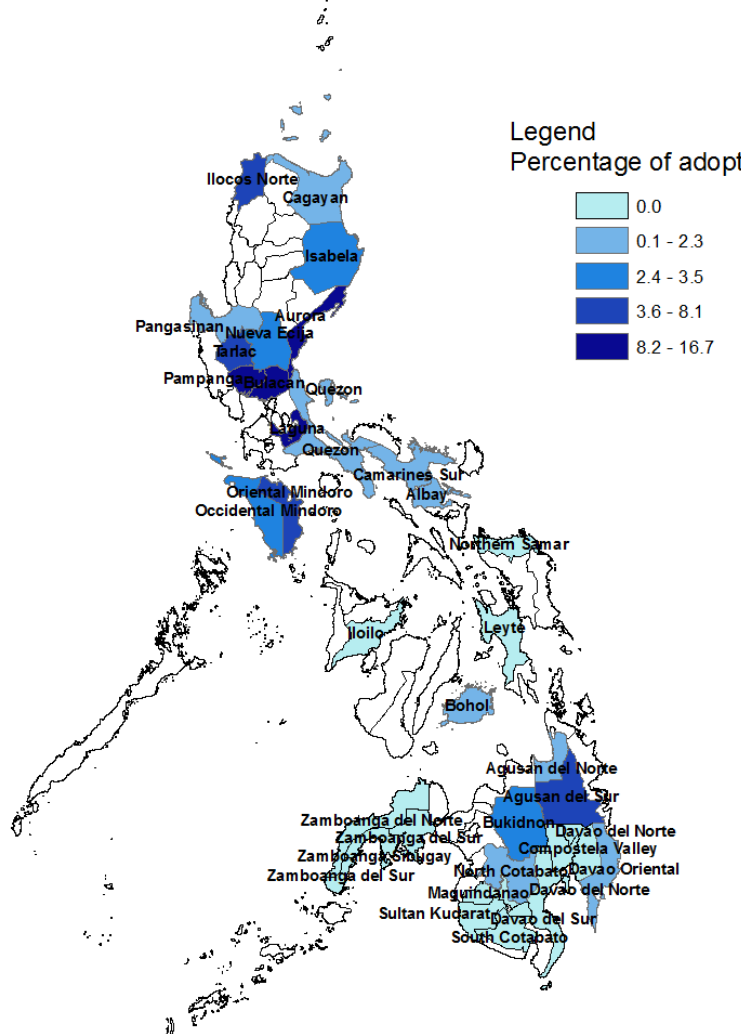 Legend
Percentage of adopt
0.0
0.1 - 2.3
2.4 - 3.5
3.6 - 8.1
8.2 - 16.7
Ilocos Norte
Cagayan
Isabela
Aurora
Pangasinan
Nueva Ecija
Tarlac
Pampanga
Bulacan
Quezon
Laguna
Quezon
Camarines Sur
Albay
Oriental Mindoro
Occidental Mindoro
Northern Samar
Iloilo
Leyte
Bohol
Agusan del Norte
Agusan del Sur
Zamboanga del Norte
Bukidnon
Davao del Norte
Zamboanga del Sur
Compostela Valley
Zamboanga Sibugay
North Cotabato
Davao Oriental
Zamboanga del Sur
Maguindanao
Davao del Norte
Sultan Kudarat
Davao del Sur
South Cotabato